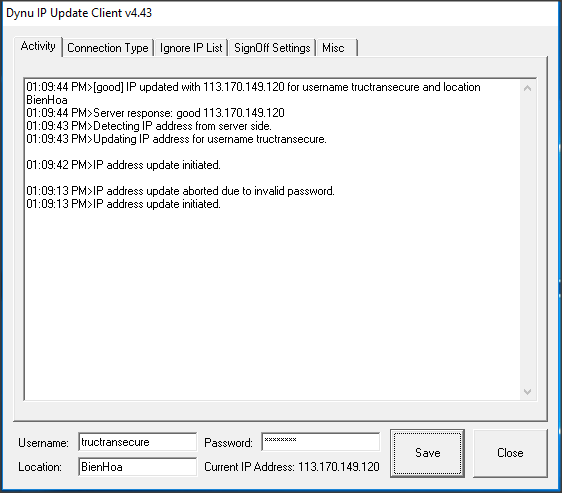 Dynu IP Update Client v4.43
Activity Connection Type Ignore IP List SignOff Settings Misc
01:09:44 PM>[good] IP updated with 113.170.149.120 for username tructransecure and location
BienHoa
01:09:44 PM>Server response: good 113.170.149.120
01:09:43 PM>Detecting IP address from server side.
01:09:43 PM>Updating IP address for username tructransecure.
01:09:42 PM>IP address update initiated.
01:09:13 PM>IP address update aborted due to invalid password.
01:09:13 PM>IP address update initiated.
Username: tructransecure Password: ******** Save Close
Location: BienHoa Current IP Address: 113.170.149.120